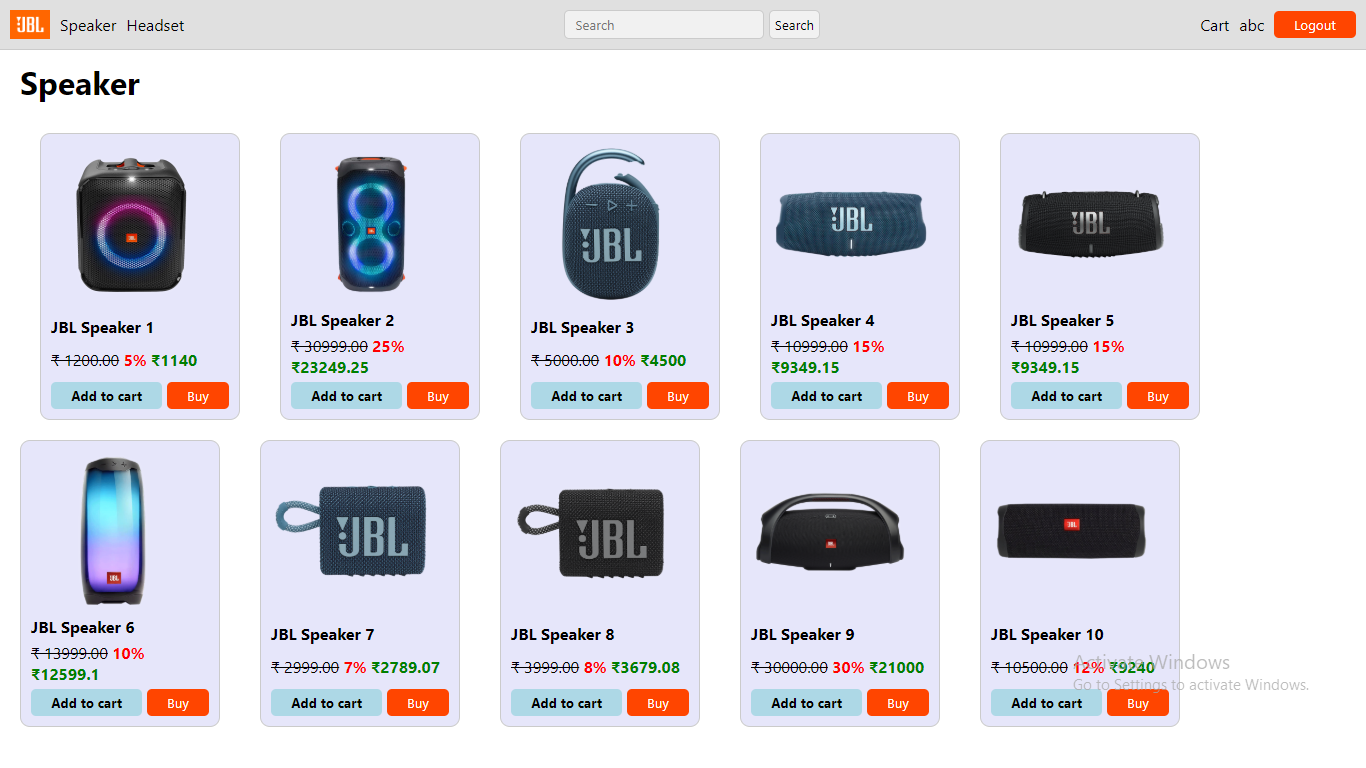 JBL Speaker Headset Search Search Cart abc Logout
Speaker
JBL
JBL
JBL
JBL Speaker 1
₹ 1200.00 5% ₹1140
Add to cart Buy
JBL Speaker 2
₹ 30999.00 25%
₹23249.25
Add to cart Buy
JBL Speaker 3
₹ 5000.00 10% ₹4500
Add to cart Buy
JBL Speaker 4
₹ 10999.00 15%
₹9349.15
Add to cart Buy
JBL Speaker 5
₹ 10999.00 15%
₹9349.15
Add to cart Buy
JBL
JBL
JBL Speaker 6
₹ 13999.00 10%
₹12599.1
Add to cart Buy
JBL Speaker 7
₹ 2999.00 7% ₹2789.07
Add to cart Buy
JBL Speaker 8
₹ 3999.00 8% ₹3679.08
Add to cart Buy
JBL Speaker 9
₹ 30000.00 30% ₹21000
Add to cart Buy
JBL Speaker 10
₹ 10500.00 12% ₹9240
Add to cart Buy
Activate Windows
Go to Settings to activate Windows.